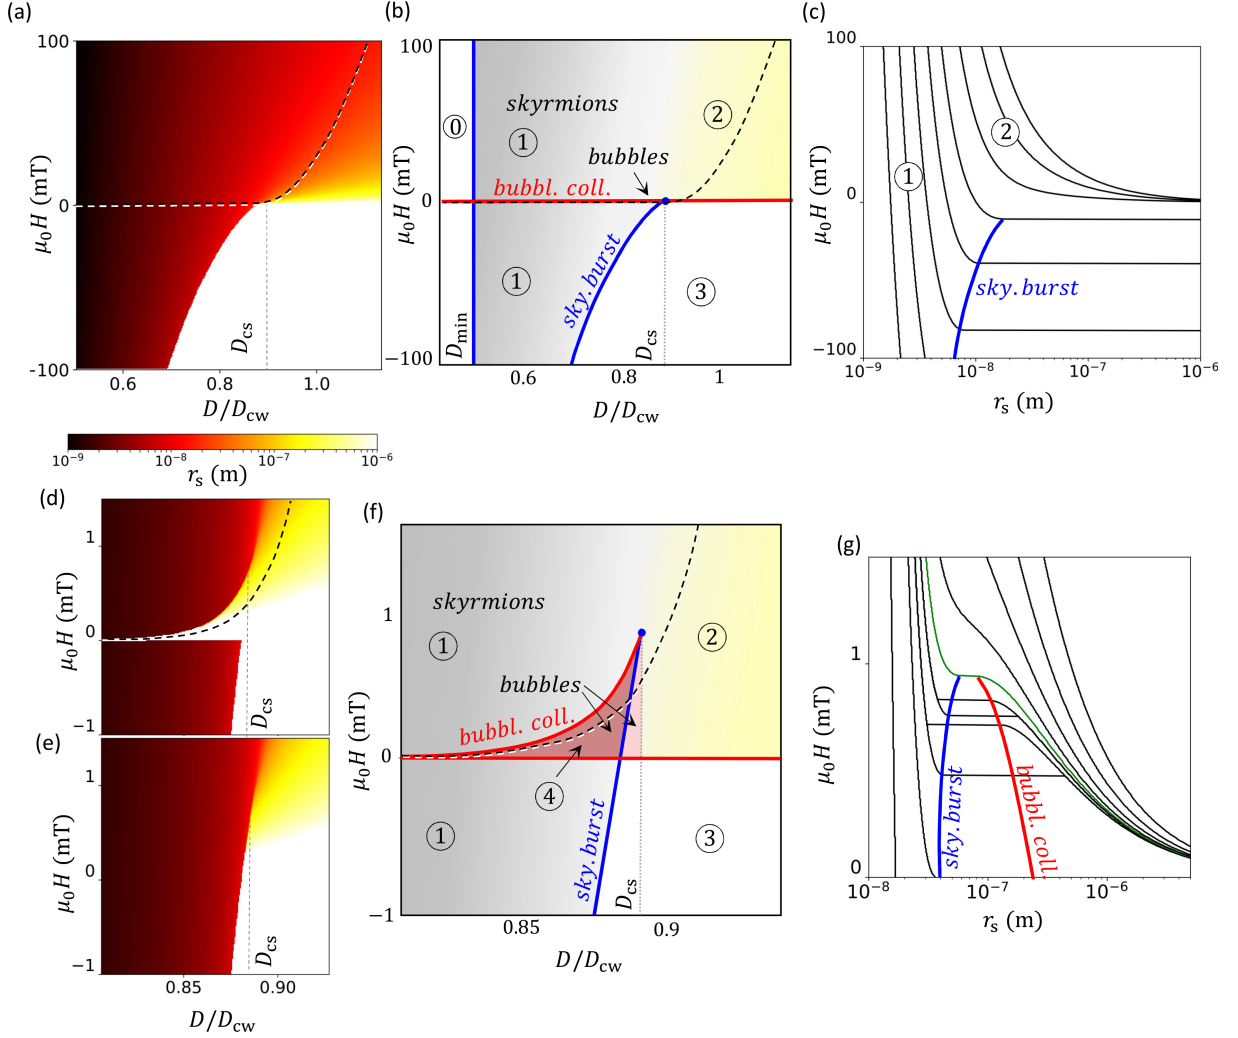 (a)
100
0
-100
μ₀H (mT)
D_cs
0.6 0.8 1.0
D/D_cw
10⁻⁹ 10⁻⁸ 10⁻⁷ 10⁻⁶
r_s (m)
(b)
100
0
−100
μ₀H (mT)
skyrmions
0
1
2
bubbles
bubbl. coll.
1
sky.burst
3
D_min
D_cs
0.6 0.8 1
D/D_cw
(c)
100
0
−100
μ₀H (mT)
1
2
sky.burst
10⁻⁹ 10⁻⁸ 10⁻⁷ 10⁻⁶
r_s (m)
(d)
1
0
−1
μ₀H (mT)
D_cs
(e)
1
0
−1
μ₀H (mT)
D_cs
0.85 0.90
D/D_cw
(f)
1
0
−1
μ₀H (mT)
skyrmions
1
2
bubbles
bubbl. coll.
4
1
sky.burst
3
D_cs
0.85 0.9
D/D_cw
(g)
1
0
μ₀H (mT)
sky.burst
bubbl. coll.
10⁻⁸ 10⁻⁷ 10⁻⁶
r_s (m)